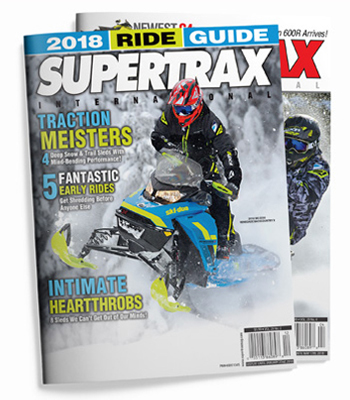 2018 RIDE GUIDE
SUPERTRAX
INTERNATIONAL
TRACTION
MEISTERS
4 Deep Snow & Trail Sleds With
Mind-Bending Performance!
5 FANTASTIC
EARLY RIDES
Get Shredding Before
Anyone Else
INTIMATE
HEARTTHROBS
8 Sleds We Can't Get Out Of Our Minds!
ski-doo
NEWEST
600R Arrives!
AX